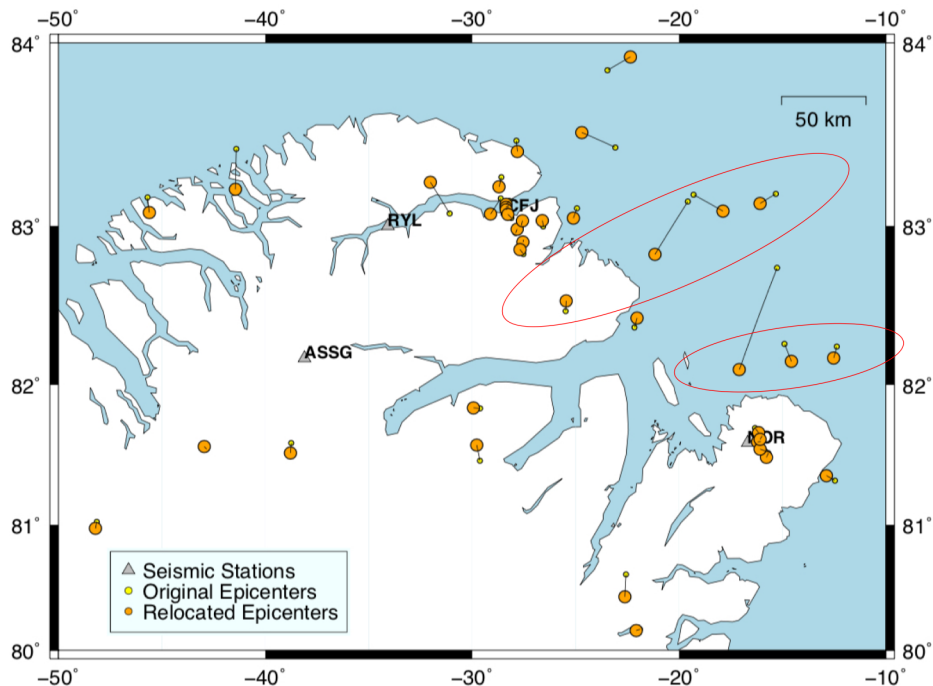 −50° −40° −30° −20° −10°
84° 84°
50 km
83° 83°
CFJ
RYL
ASSG
82° 82°
NOR
81° 81°
Seismic Stations
Original Epicenters
Relocated Epicenters
80° 80°
−50° −40° −30° −20° −10°